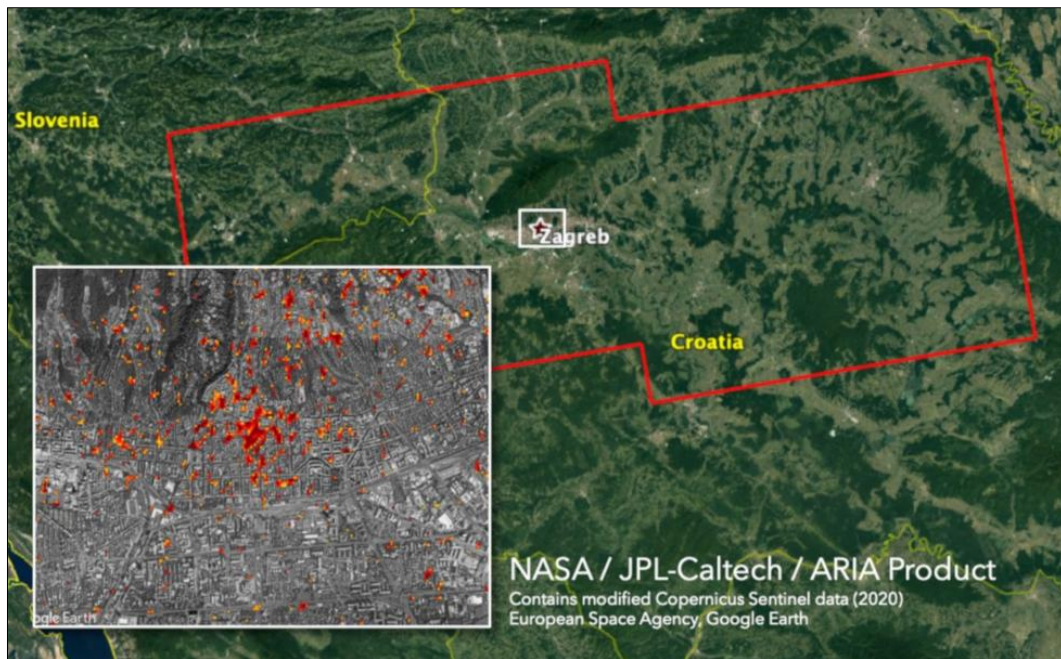 Slovenia
Zagreb
Croatia
NASA / JPL-Caltech / ARIA Product
Contains modified Copernicus Sentinel data (2020)
European Space Agency, Google Earth
Earth